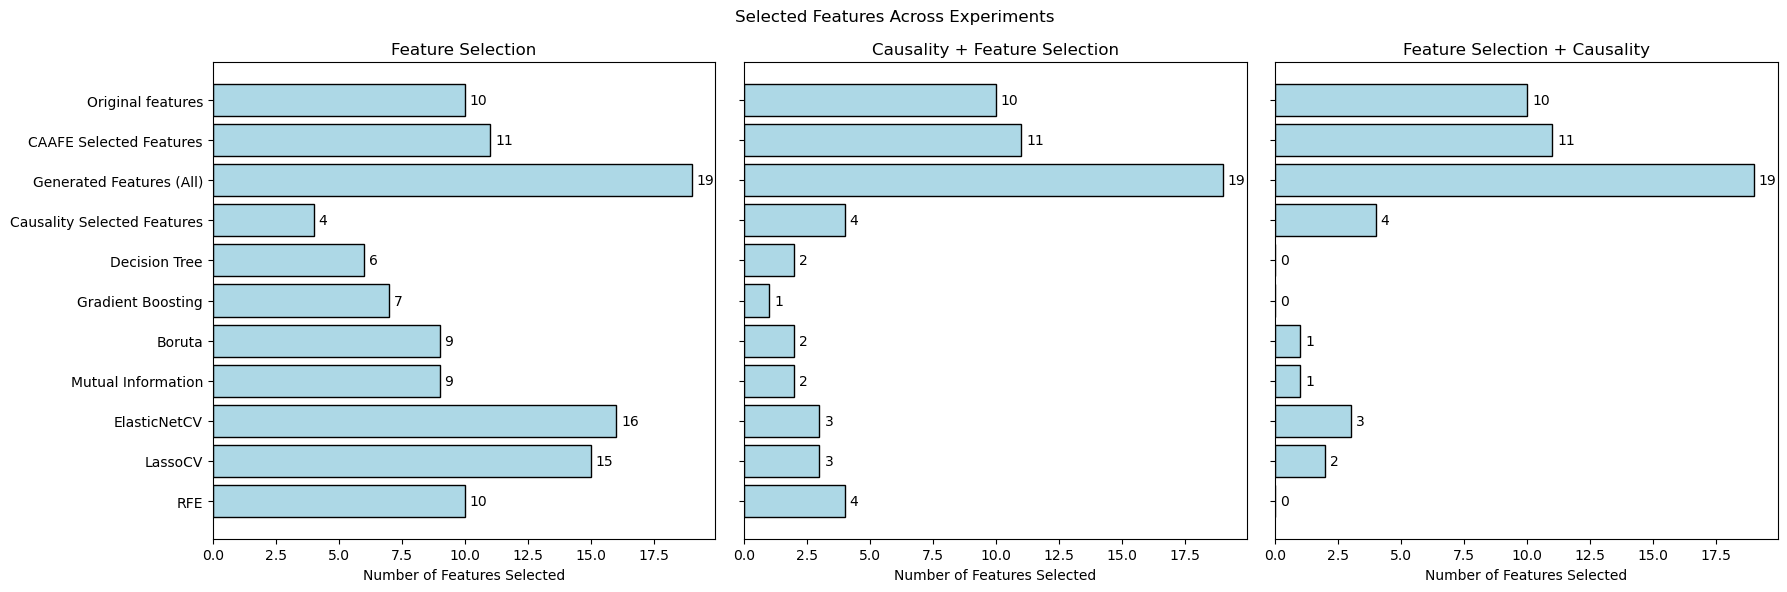 Selected Features Across Experiments
Feature Selection
Original features
10
CAAFE Selected Features
11
Generated Features (All)
19
Causality Selected Features
4
Decision Tree
6
Gradient Boosting
7
Boruta
9
Mutual Information
9
ElasticNetCV
16
LassoCV
15
RFE
10
0.0 2.5 5.0 7.5 10.0 12.5 15.0 17.5
Number of Features Selected
Causality + Feature Selection
10
11
19
4
2
1
2
2
3
3
4
0.0 2.5 5.0 7.5 10.0 12.5 15.0 17.5
Number of Features Selected
Feature Selection + Causality
10
11
19
4
0
0
1
1
3
2
0
0.0 2.5 5.0 7.5 10.0 12.5 15.0 17.5
Number of Features Selected